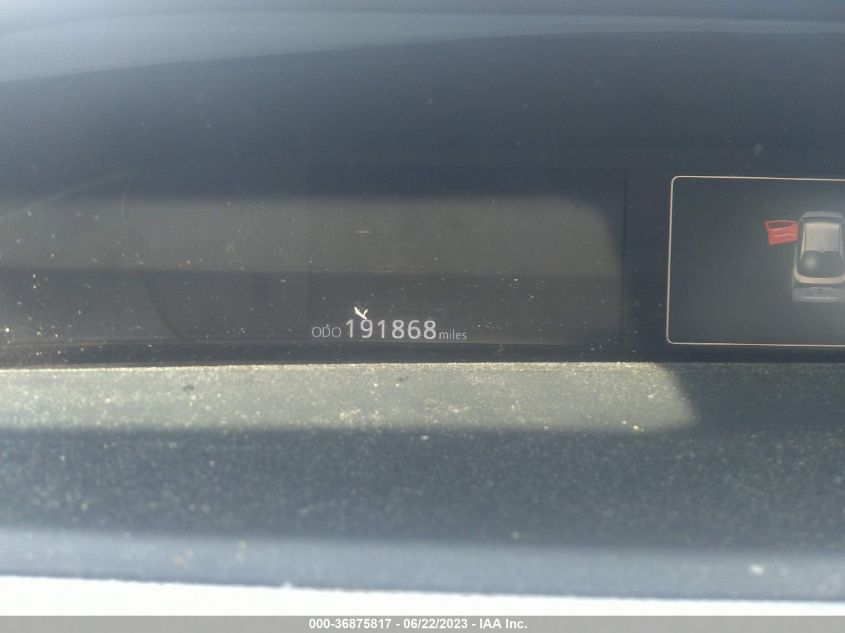 ODO 191868 miles
000-36875817 - 06/22/2023 - IAA Inc.